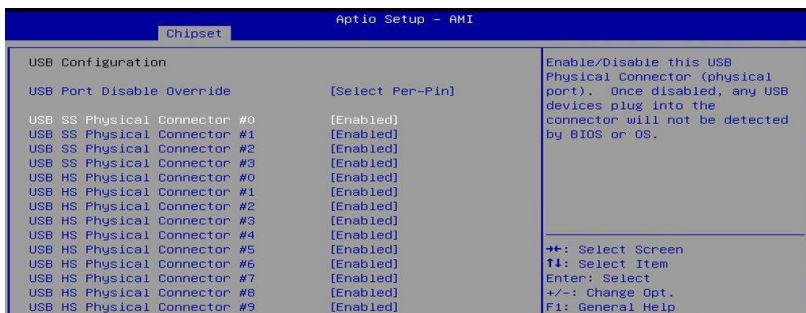 Aptio Setup - AMI
Chipset
USB Configuration
USB Port Disable Override [Select Per-Pin]
USB SS Physical Connector #0 [Enabled]
USB SS Physical Connector #1 [Enabled]
USB SS Physical Connector #2 [Enabled]
USB SS Physical Connector #3 [Enabled]
USB HS Physical Connector #0 [Enabled]
USB HS Physical Connector #1 [Enabled]
USB HS Physical Connector #2 [Enabled]
USB HS Physical Connector #3 [Enabled]
USB HS Physical Connector #4 [Enabled]
USB HS Physical Connector #5 [Enabled]
USB HS Physical Connector #6 [Enabled]
USB HS Physical Connector #7 [Enabled]
USB HS Physical Connector #8 [Enabled]
USB HS Physical Connector #9 [Enabled]
Enable/Disable this USB
Physical Connector (physical
port). Once disabled, any USB
devices plug into the
connector will not be detected
by BIOS or OS.
→←: Select Screen
↑↓: Select Item
Enter: Select
+/-: Change Opt.
F1: General Help